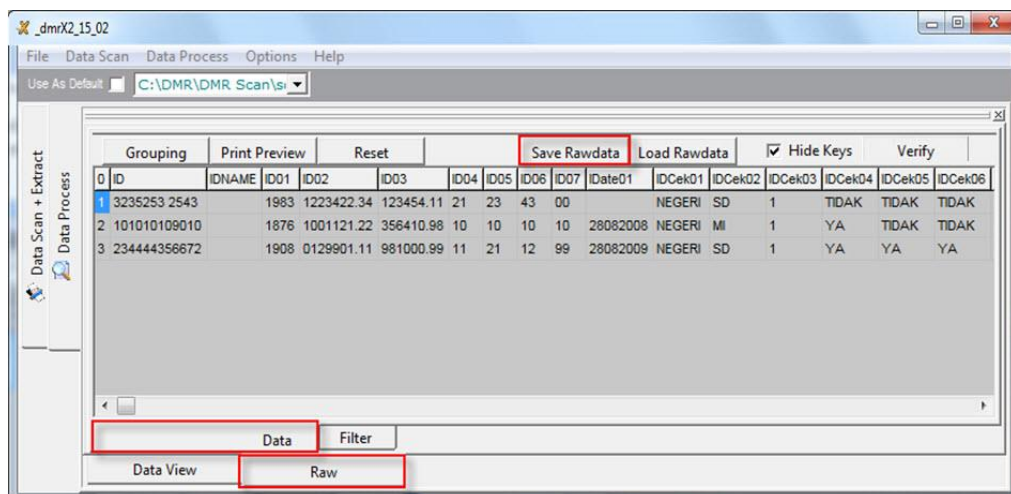 _dmrX2_15_02
File Data Scan Data Process Options Help
Use As Default C:\DMR\DMR Scan\s
Data Scan + Extract
Data Process
Grouping Print Preview Reset Save Rawdata Load Rawdata Hide Keys Verify
0 ID IDNAME ID01 ID02 ID03 ID04 ID05 ID06 ID07 IDate01 IDCek01 IDCek02 IDCek03 IDCek04 IDCek05 IDCek06
1 3235253 2543 1983 1223422.34 123454.11 21 23 43 00 NEGERI SD 1 TIDAK TIDAK TIDAK
2 101010109010 1876 1001121.22 356410.98 10 10 10 10 28082008 NEGERI MI 1 YA TIDAK TIDAK
3 234444356672 1908 0129901.11 981000.99 11 21 12 99 28082009 NEGERI SD 1 YA YA YA
Data Filter
Data View Raw